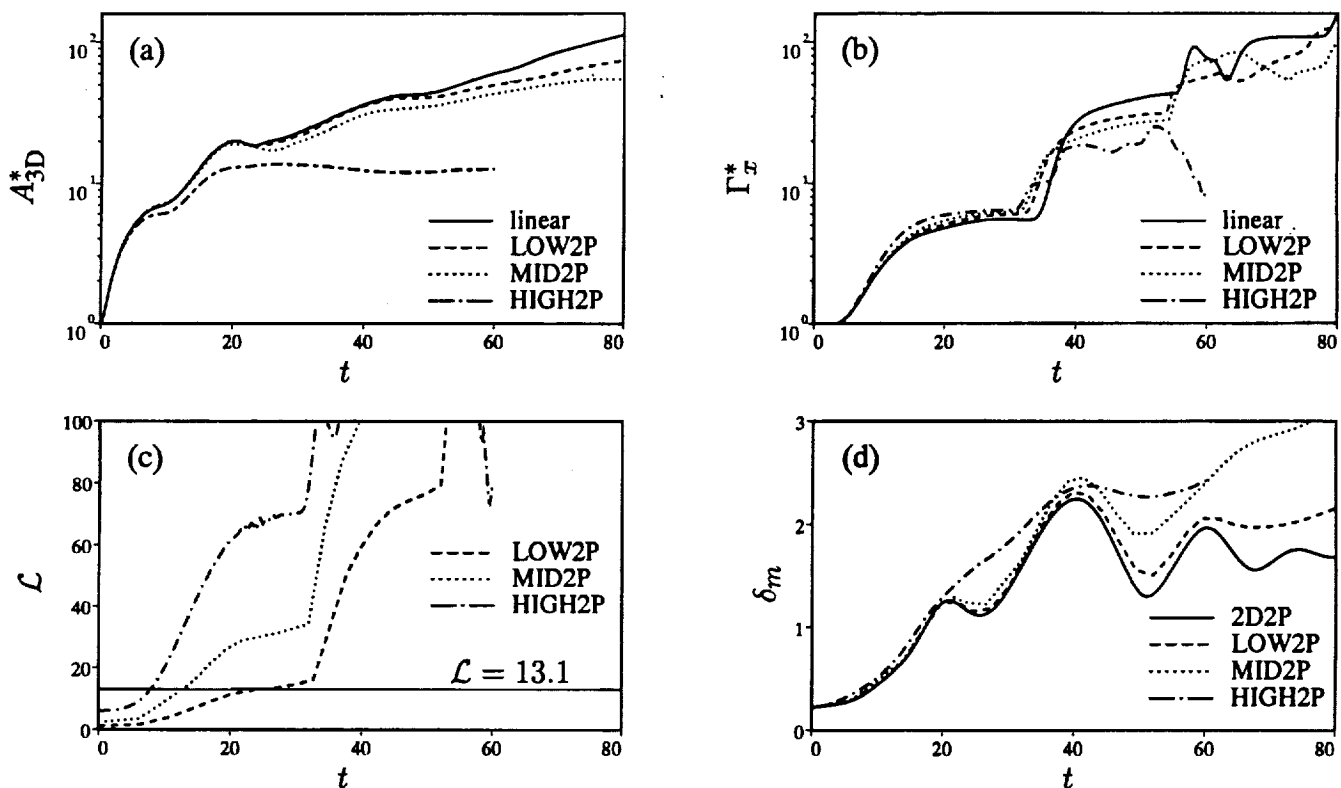 (a)
A*3D
10²
10¹
10⁰
0 20 40 60 80
t
linear
LOW2P
MID2P
HIGH2P
(b)
Γ*x
10²
10¹
10⁰
0 20 40 60 80
t
linear
LOW2P
MID2P
HIGH2P
(c)
ℒ
100
80
60
40
20
0
0 20 40 60 80
t
LOW2P
MID2P
HIGH2P
ℒ = 13.1
(d)
δm
3
2
1
0
0 20 40 60 80
t
2D2P
LOW2P
MID2P
HIGH2P